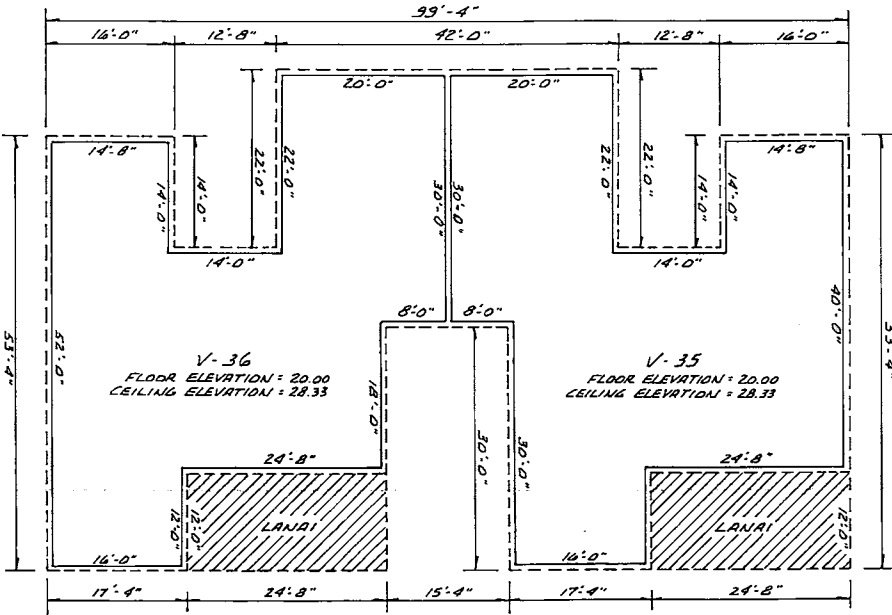 99'-4"
16'-0" 12'-8" 42'-0" 12'-8" 16'-0"
20'-0" 20'-0"
14'-8" 14'-8"
14'-0" 14'-0" 22'-0" 22'-0" 30'-0" 30'-0" 22'-0" 22'-0" 14'-0" 14'-0"
14'-0" 14'-0"
8'-0" 8'-0"
53'-4" 52'-0" 40'-0" 53'-4"
V-36
FLOOR ELEVATION = 20.00
CEILING ELEVATION = 28.33
V-35
FLOOR ELEVATION = 20.00
CEILING ELEVATION = 28.33
18'-0"
24'-8" 30'-0" 30'-0" 24'-8"
12'-0" 12'-0" LANAI LANAI 12'-0"
16'-0" 16'-0"
17'-4" 24'-8" 15'-4" 17'-4" 24'-8"